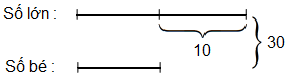 Số lớn :
10
30
Số bé :